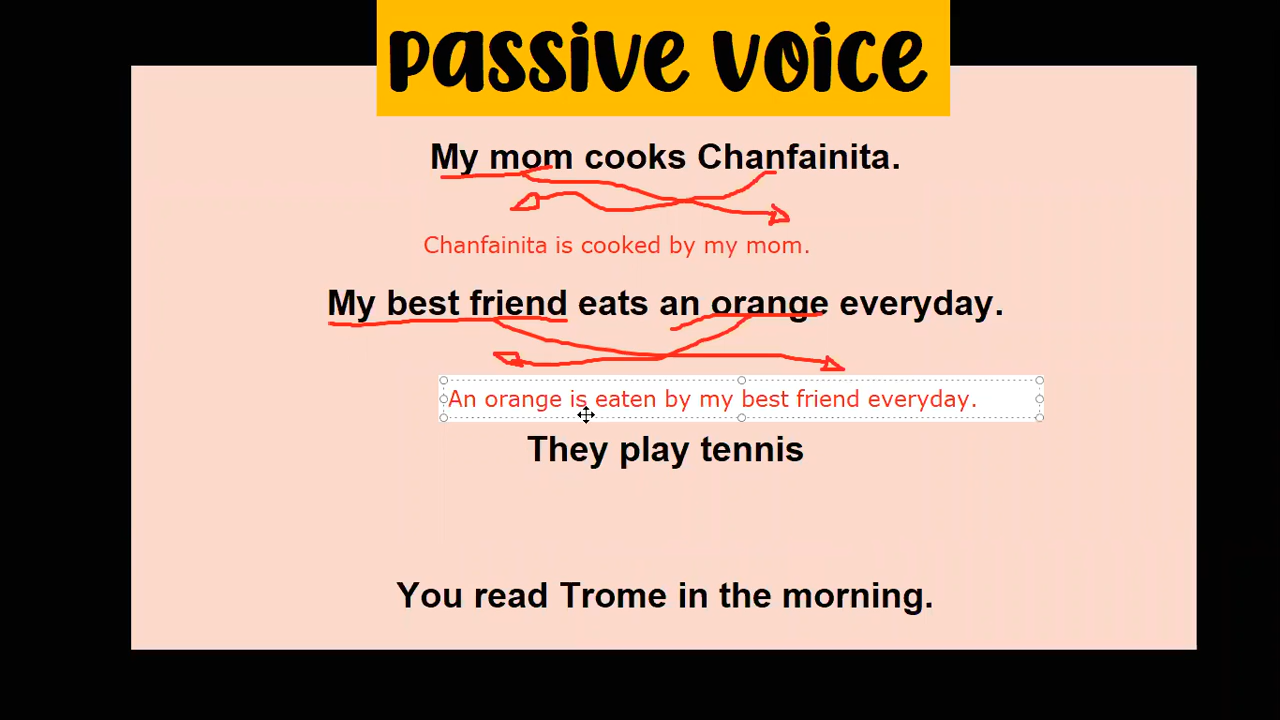 passive voice
My mom cooks Chanfainita.
Chanfainita is cooked by my mom.
My best friend eats an orange everyday.
An orange is eaten by my best friend everyday.
They play tennis
You read Trome in the morning.